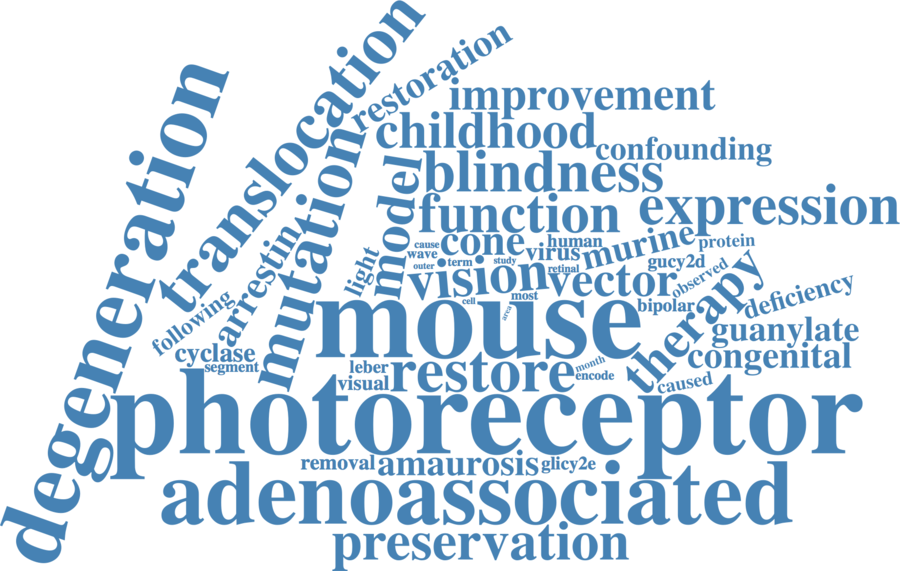 degeneration
translocation
restoration
improvement
childhood
confounding
blindness
mutation
model
function
expression
arrestin
cause
cone
human
murine
protein
wave
virus
outer
term
study
retinal
gucy2d
light
vision
vector
observed
following
cell
most
bipolar
therapy
deficiency
area
mouse
guanylate
cyclase
segment
leber
visual
restore
month
encode
congenital
caused
photoreceptor
removal
amaurosis
glicy2e
adenoassociated
preservation